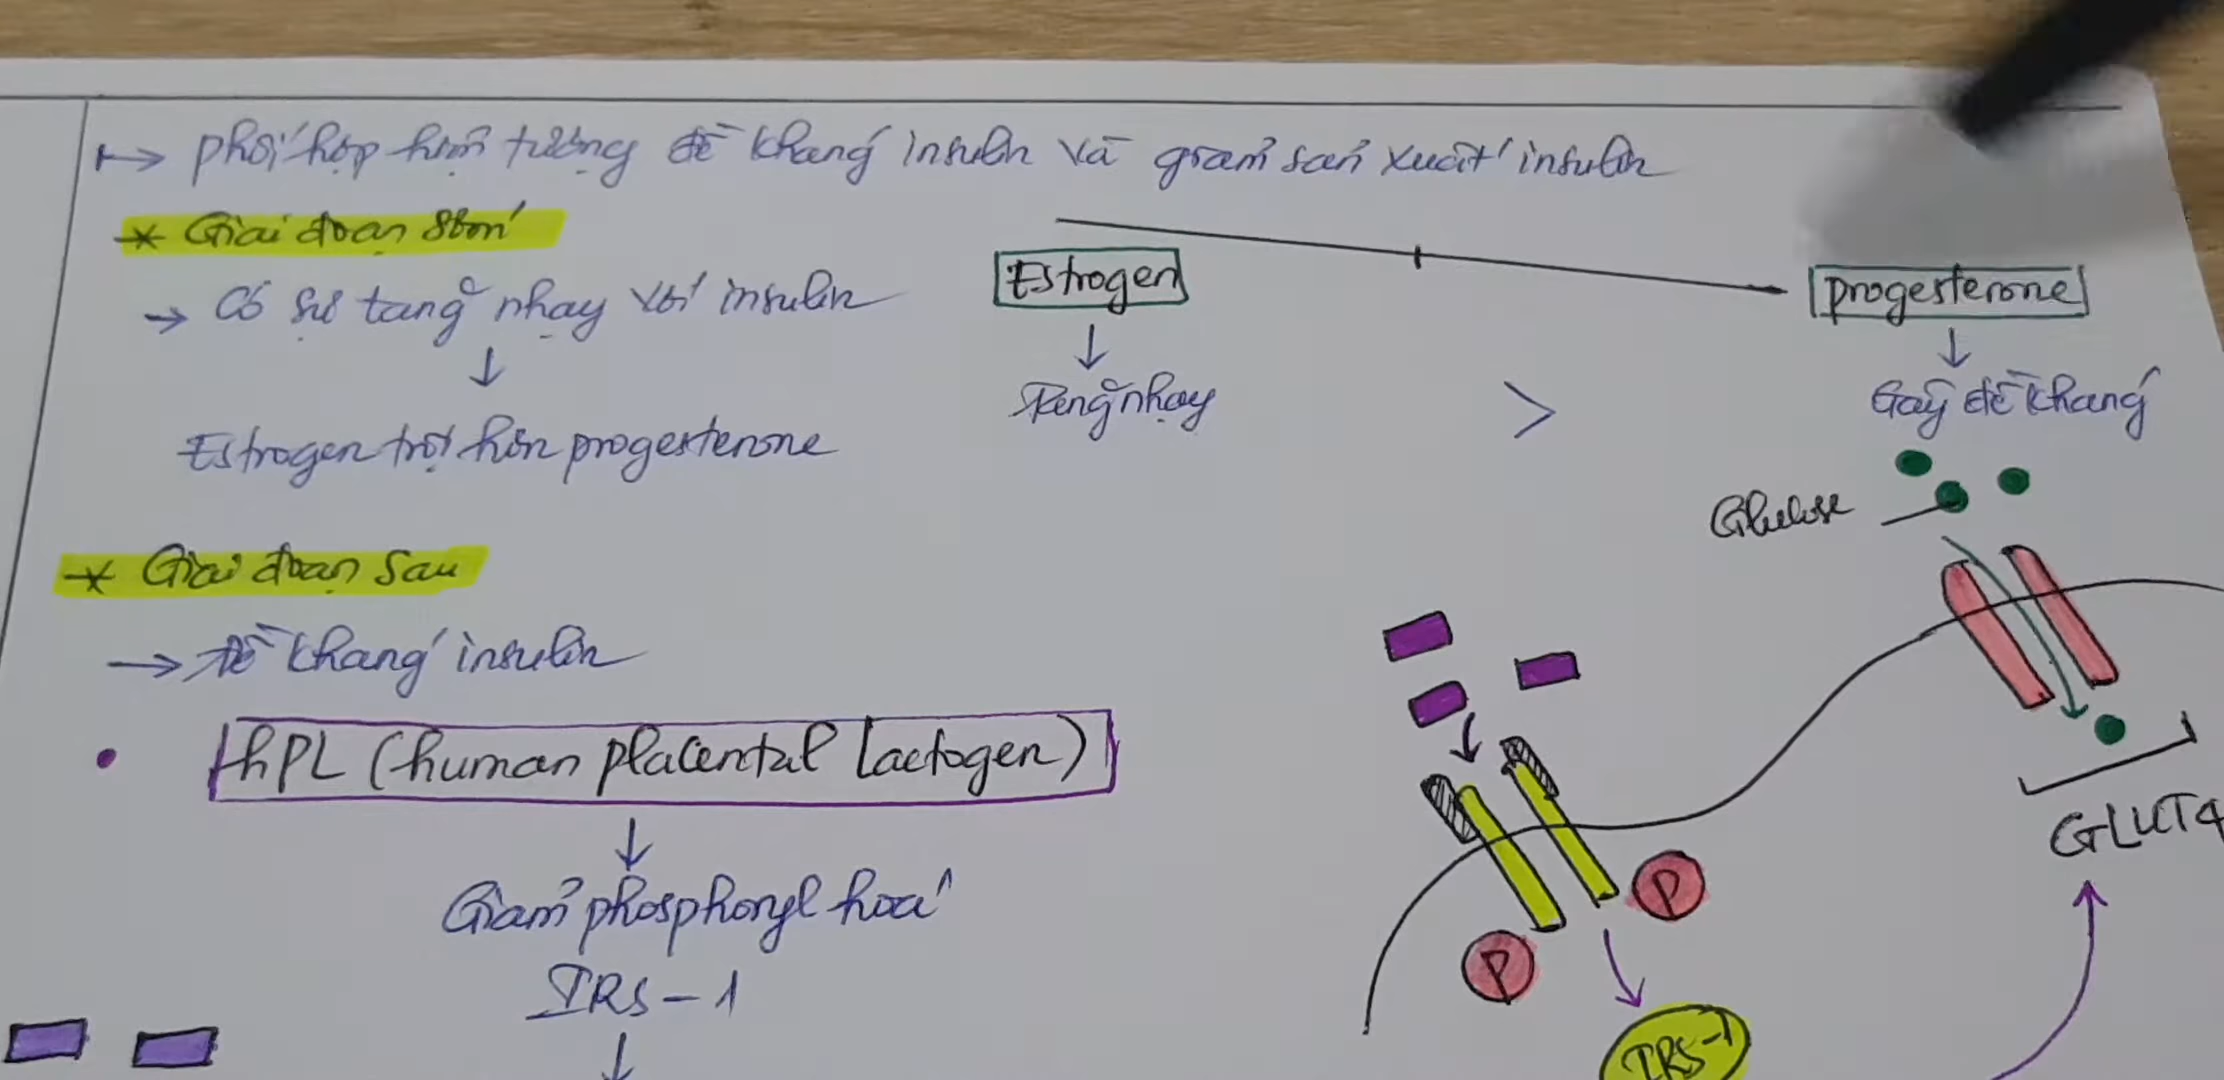 ↦ phối hợp hiện tượng đề kháng insulin và giảm sản xuất insulin
* Giai đoạn sớm
→ Có sự tăng nhạy với insulin
↓
Estrogen trội hơn progesterone
Estrogen
progesterone
↓
↓
Tăng nhạy
>
Gây đề kháng
Glucose
* Giai đoạn sau
→ Đề kháng insulin
• hPL (human placental lactogen)
↓
Giảm phosphoryl hoá
IRS-1
↓
GLUT4
P
P
IRS-1